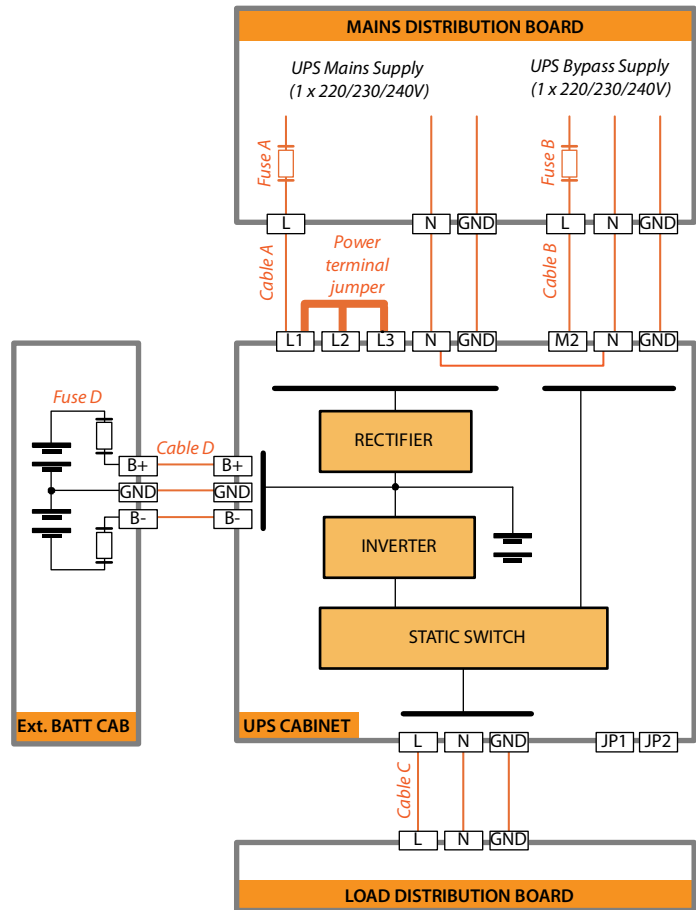 MAINS DISTRIBUTION BOARD
UPS Mains Supply
(1 x 220/230/240V)
UPS Bypass Supply
(1 x 220/230/240V)
Fuse A
Fuse B
L
N
GND
L
N
GND
Cable A
Power
terminal
jumper
Cable B
L1
L2
L3
N
GND
M2
N
GND
Fuse D
Cable D
B+
GND
B-
B+
GND
B-
RECTIFIER
INVERTER
STATIC SWITCH
Ext. BATT CAB
UPS CABINET
L
N
GND
JP1
JP2
Cable C
L
N
GND
LOAD DISTRIBUTION BOARD